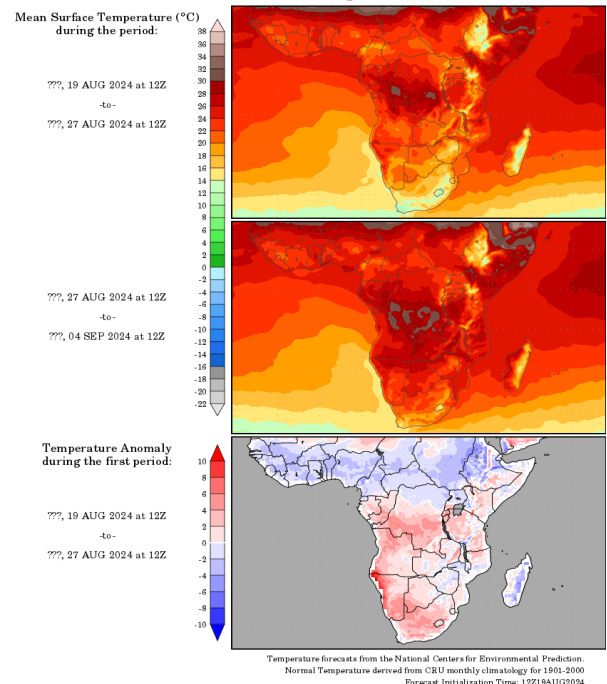 Mean Surface Temperature (°C)
during the period:
38
36
34
32
30
28
26
24
22
20
18
16
14
12
10
8
6
4
2
0
-2
-4
-6
-8
-10
-12
-14
-16
-18
-20
-22
???, 19 AUG 2024 at 12Z
-to-
???, 27 AUG 2024 at 12Z
???, 27 AUG 2024 at 12Z
-to-
???, 04 SEP 2024 at 12Z
Temperature Anomaly
during the first period:
10
8
6
4
2
0
-2
-4
-6
-8
-10
???, 19 AUG 2024 at 12Z
-to-
???, 27 AUG 2024 at 12Z
Temperature forecasts from the National Centers for Environmental Prediction.
Normal Temperature derived from CRU monthly climatology for 1901-2000
Forecast Initialization Time: 12Z19AUG2024